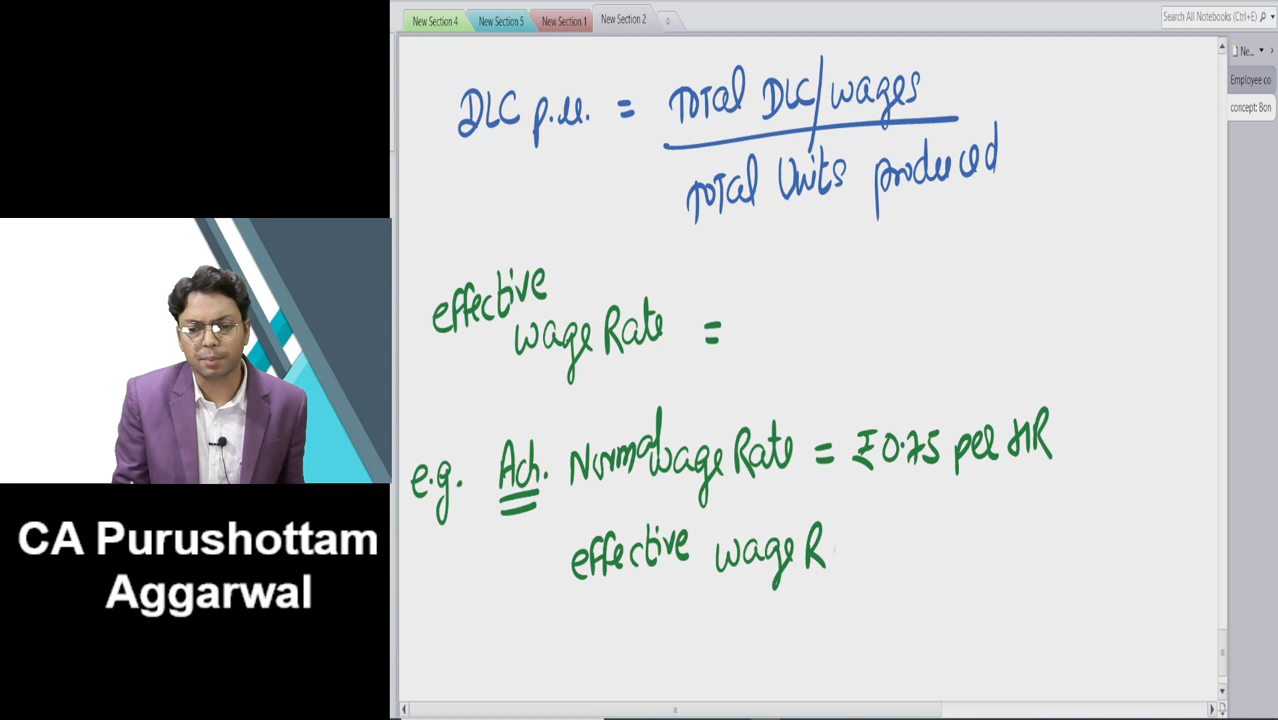 New Section 4 New Section 5 New Section 1 New Section 2
Search All Notebooks (Ctrl+E)
Ne...
Employee co
concept: Bon
DLC p.u. = Total DLC/wages
Total Units produced
effective
wage Rate =
e.g. Ach. Normal wage Rate = ₹0.75 per HR
effective wage R
CA Purushottam
Aggarwal